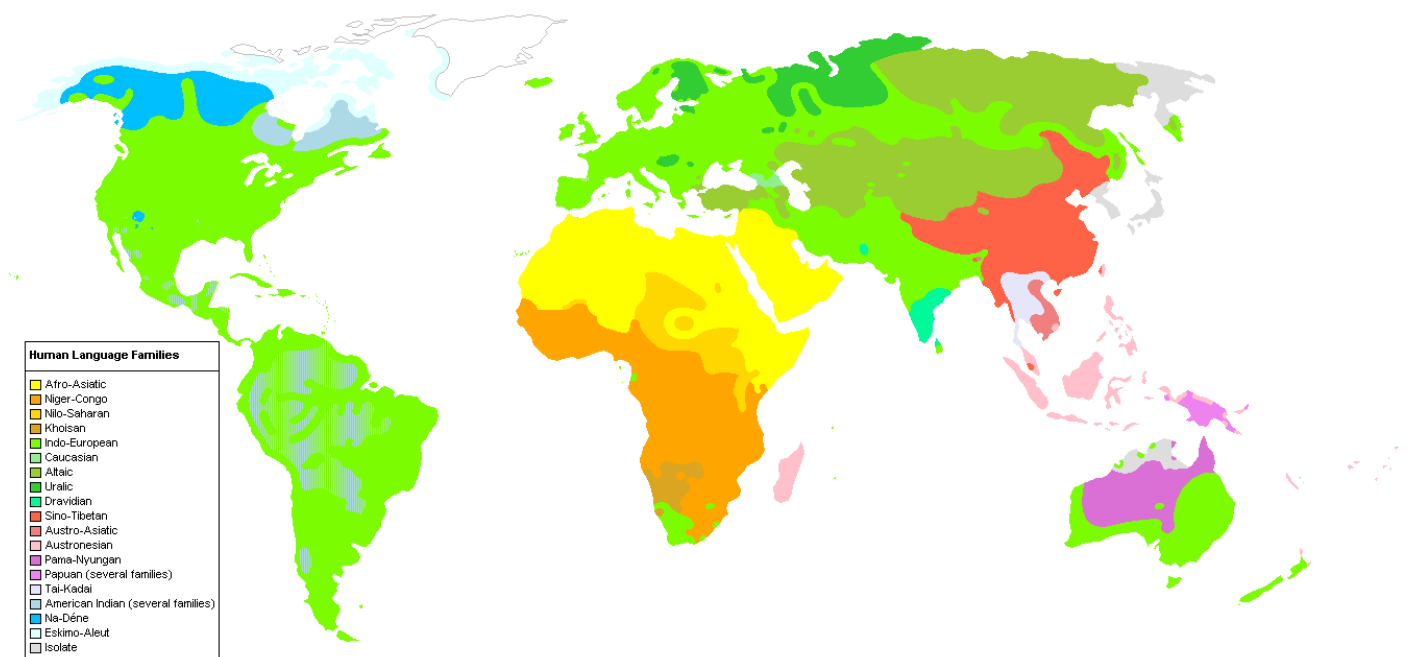 Human Language Families
Afro-Asiatic
Niger-Congo
Nilo-Saharan
Khoisan
Indo-European
Caucasian
Altaic
Uralic
Dravidian
Sino-Tibetan
Austro-Asiatic
Austronesian
Pama-Nyungan
Papuan (several families)
Tai-Kadai
American Indian (several families)
Na-Déne
Eskimo-Aleut
Isolate